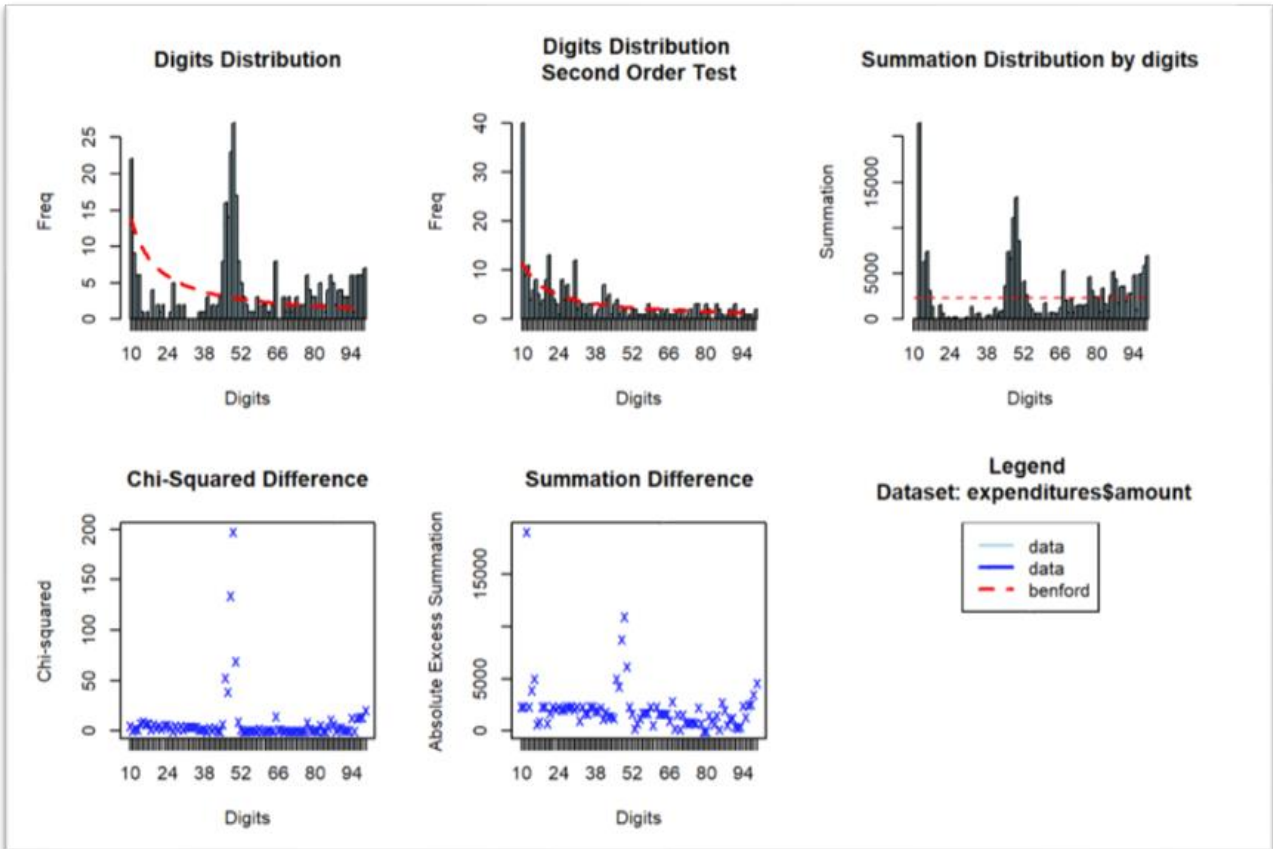 Digits Distribution
Freq
0 5 10 15 20 25
10 24 38 52 66 80 94
Digits
Digits Distribution
Second Order Test
Freq
0 10 20 30 40
10 24 38 52 66 80 94
Digits
Summation Distribution by digits
Summation
0 5000 15000
10 24 38 52 66 80 94
Digits
Chi-Squared Difference
Chi-squared
0 50 100 150 200
10 24 38 52 66 80 94
Digits
Summation Difference
Absolute Excess Summation
0 5000 15000
10 24 38 52 66 80 94
Digits
Legend
Dataset: expenditures$amount
data
data
benford